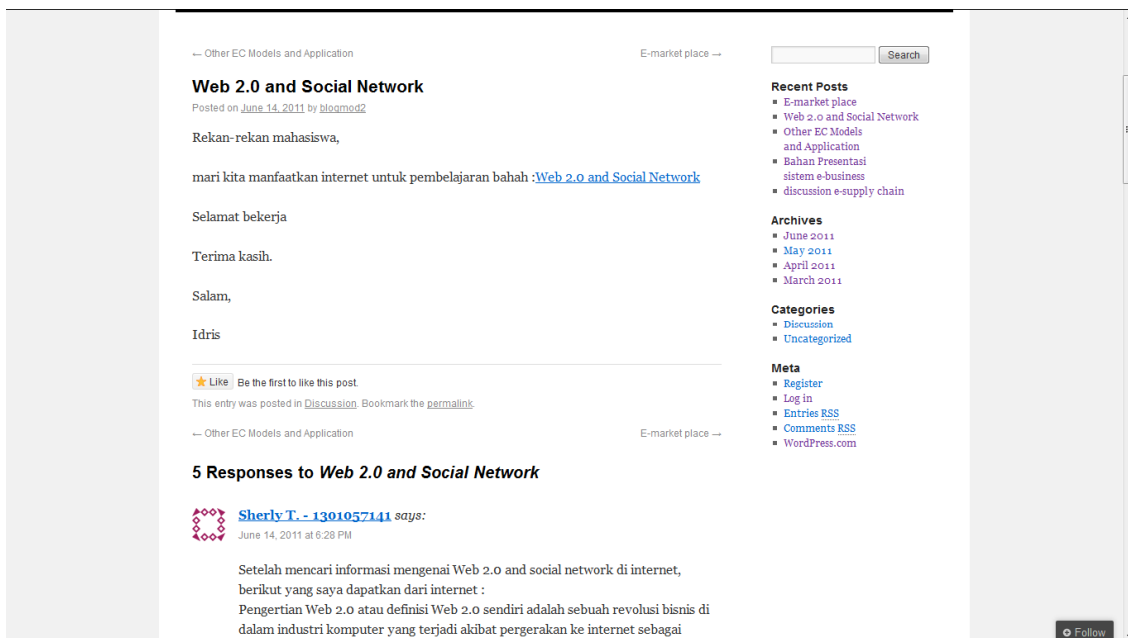 ← Other EC Models and Application
E-market place →
Web 2.0 and Social Network
Posted on June 14, 2011 by blogmod2
Rekan-rekan mahasiswa,
mari kita manfaatkan internet untuk pembelajaran bahah :Web 2.0 and Social Network
Selamat bekerja
Terima kasih.
Salam,
Idris
Like Be the first to like this post.
This entry was posted in Discussion. Bookmark the permalink.
← Other EC Models and Application
E-market place →
5 Responses to Web 2.0 and Social Network
Sherly T. - 1301057141 says:
June 14, 2011 at 6:28 PM
Setelah mencari informasi mengenai Web 2.0 and social network di internet,
berikut yang saya dapatkan dari internet :
Pengertian Web 2.0 atau definisi Web 2.0 sendiri adalah sebuah revolusi bisnis di
dalam industri komputer yang terjadi akibat pergerakan ke internet sebagai
Search
Recent Posts
E-market place
Web 2.0 and Social Network
Other EC Models
and Application
Bahan Presentasi
sistem e-business
discussion e-supply chain
Archives
June 2011
May 2011
April 2011
March 2011
Categories
Discussion
Uncategorized
Meta
Register
Log in
Entries RSS
Comments RSS
WordPress.com
Follow